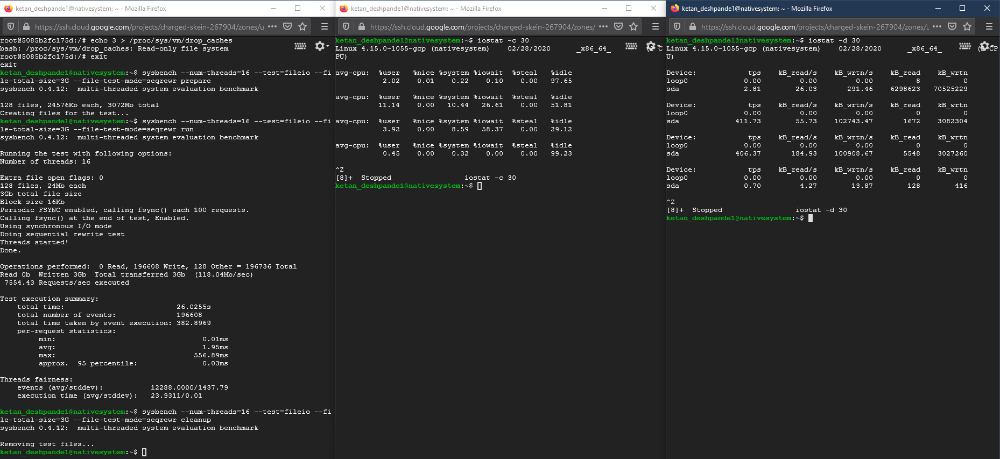 ketan_deshpande1@nativesystem: ~ - Mozilla Firefox
https://ssh.cloud.google.com/projects/charged-skein-267904/zones/u
root@5085b2fc175d:/# echo 3 > /proc/sys/vm/drop_caches
bash: /proc/sys/vm/drop_caches: Read-only file system
root@5085b2fc175d:/# exit
exit
ketan_deshpande1@nativesystem:~$ sysbench --num-threads=16 --test=fileio --fi
le-total-size=3G --file-test-mode=seqrewr prepare
sysbench 0.4.12:  multi-threaded system evaluation benchmark
128 files, 24576Kb each, 3072Mb total
Creating files for the test...
ketan_deshpande1@nativesystem:~$ sysbench --num-threads=16 --test=fileio --fi
le-total-size=3G --file-test-mode=seqrewr run
sysbench 0.4.12:  multi-threaded system evaluation benchmark
Running the test with following options:
Number of threads: 16
Extra file open flags: 0
128 files, 24Mb each
3Gb total file size
Block size 16Kb
Periodic FSYNC enabled, calling fsync() each 100 requests.
Calling fsync() at the end of test, Enabled.
Using synchronous I/O mode
Doing sequential rewrite test
Threads started!
Done.
Operations performed:  0 Read, 196608 Write, 128 Other = 196736 Total
Read 0b  Written 3Gb  Total transferred 3Gb  (118.04Mb/sec)
7554.43 Requests/sec executed
Test execution summary:
total time: 26.0255s
total number of events: 196608
total time taken by event execution: 382.8969
per-request statistics:
min: 0.01ms
avg: 1.95ms
max: 556.89ms
approx.  95 percentile: 0.03ms
Threads fairness:
events (avg/stddev): 12288.0000/1437.79
execution time (avg/stddev): 23.9311/0.01
ketan_deshpande1@nativesystem:~$ sysbench --num-threads=16 --test=fileio --fi
le-total-size=3G --file-test-mode=seqrewr cleanup
sysbench 0.4.12:  multi-threaded system evaluation benchmark
Removing test files...
ketan_deshpande1@nativesystem:~$
ketan_deshpande1@nativesystem: ~ - Mozilla Firefox
https://ssh.cloud.google.com/projects/charged-skein-267904/zones/
ketan_deshpande1@nativesystem:~$ iostat -c 30
Linux 4.15.0-1055-gcp (nativesystem) 02/28/2020 _x86_64_ (2 C
PU)
avg-cpu: %user %nice %system %iowait %steal %idle
2.02 0.01 0.22 0.10 0.00 97.65
avg-cpu: %user %nice %system %iowait %steal %idle
11.14 0.00 10.44 26.61 0.00 51.81
avg-cpu: %user %nice %system %iowait %steal %idle
3.92 0.00 8.59 58.37 0.00 29.12
avg-cpu: %user %nice %system %iowait %steal %idle
0.45 0.00 0.32 0.00 0.00 99.23
^Z
[8]+ Stopped iostat -c 30
ketan_deshpande1@nativesystem:~$
ketan_deshpande1@nativesystem: ~ - Mozilla Firefox
https://ssh.cloud.google.com/projects/charged-skein-267904/zones/u
ketan_deshpande1@nativesystem:~$ iostat -d 30
Linux 4.15.0-1055-gcp (nativesystem) 02/28/2020 _x86_64_ (2 CP
U)
Device: tps kB_read/s kB_wrtn/s kB_read kB_wrtn
loop0 0.00 0.00 0.00 8 0
sda 2.81 26.03 291.46 6298623 70525229
Device: tps kB_read/s kB_wrtn/s kB_read kB_wrtn
loop0 0.00 0.00 0.00 0 0
sda 411.73 55.73 102743.47 1672 3082304
Device: tps kB_read/s kB_wrtn/s kB_read kB_wrtn
loop0 0.00 0.00 0.00 0 0
sda 406.37 184.93 100908.67 5548 3027260
Device: tps kB_read/s kB_wrtn/s kB_read kB_wrtn
loop0 0.00 0.00 0.00 0 0
sda 0.70 4.27 13.87 128 416
^Z
[8]+ Stopped iostat -d 30
ketan_deshpande1@nativesystem:~$